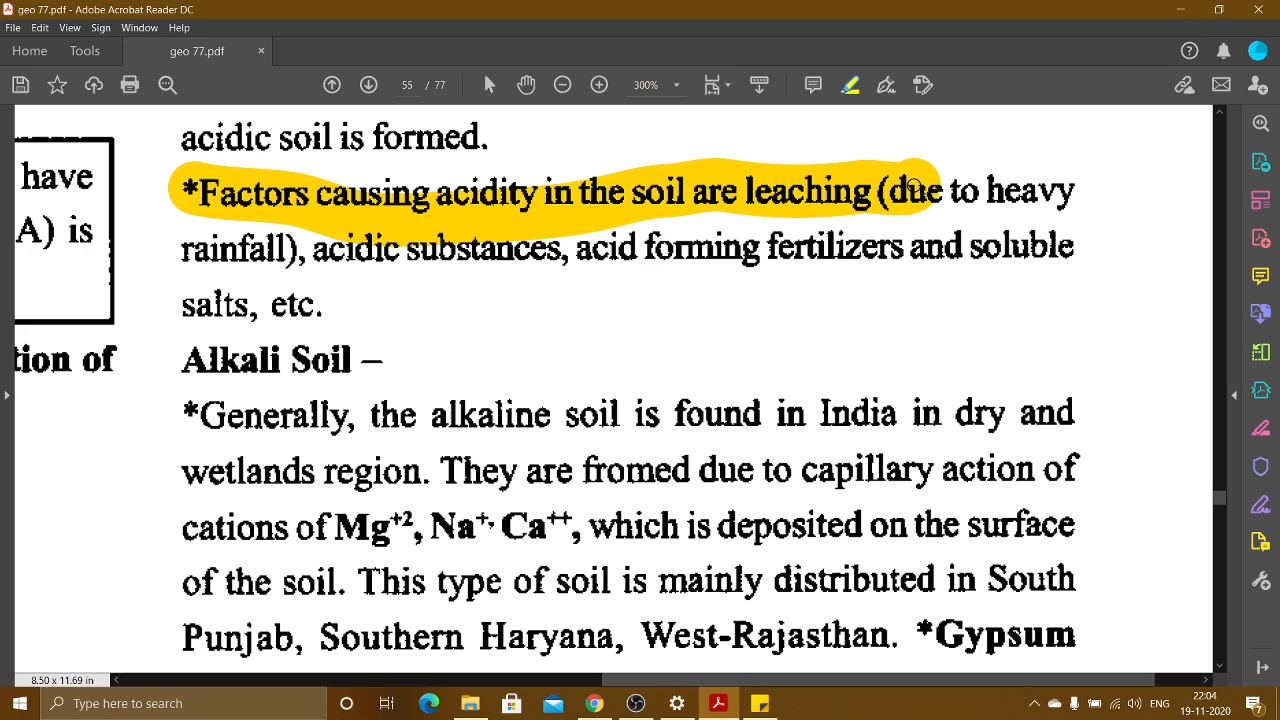 geo 77.pdf - Adobe Acrobat Reader DC
File Edit View Sign Window Help
Home Tools geo 77.pdf ×
55 / 77 300%
acidic soil is formed.
have
*Factors causing acidity in the soil are leaching (due to heavy
A) is
rainfall), acidic substances, acid forming fertilizers and soluble
salts, etc.
tion of
Alkali Soil –
*Generally, the alkaline soil is found in India in dry and
wetlands region. They are fromed due to capillary action of
cations of Mg+2, Na+, Ca++, which is deposited on the surface
of the soil. This type of soil is mainly distributed in South
Punjab, Southern Haryana, West-Rajasthan. *Gypsum
8.50 x 11.69 in
Type here to search
22:04
19-11-2020
7